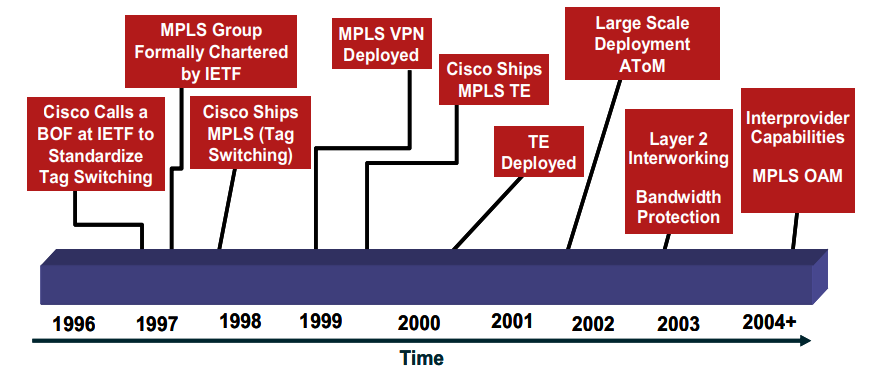 Cisco Calls a
BOF at IETF to
Standardize
Tag Switching
MPLS Group
Formally Chartered
by IETF
Cisco Ships
MPLS (Tag
Switching)
MPLS VPN
Deployed
Cisco Ships
MPLS TE
TE
Deployed
Large Scale
Deployment
AToM
Layer 2
Interworking
Bandwidth
Protection
Interprovider
Capabilities
MPLS OAM
1996 1997 1998 1999 2000 2001 2002 2003 2004+
Time